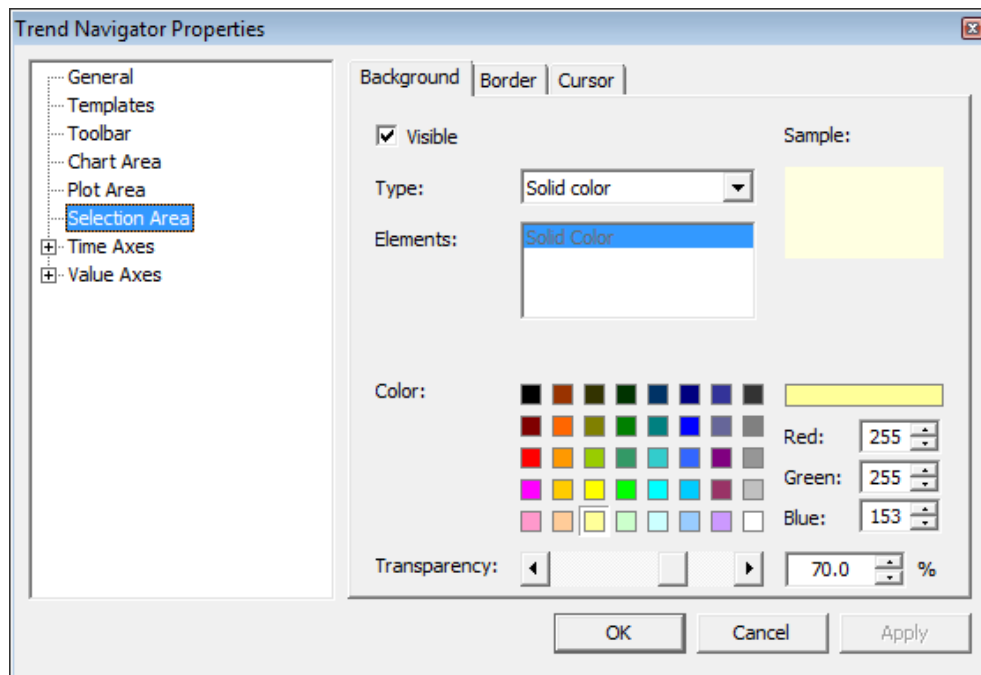 Trend Navigator Properties
General
Templates
Toolbar
Chart Area
Plot Area
Selection Area
Time Axes
Value Axes
Background
Border
Cursor
Visible
Sample:
Type:
Solid color
Elements:
Solid Color
Color:
Red:
255
Green:
255
Blue:
153
Transparency:
70.0
%
OK
Cancel
Apply